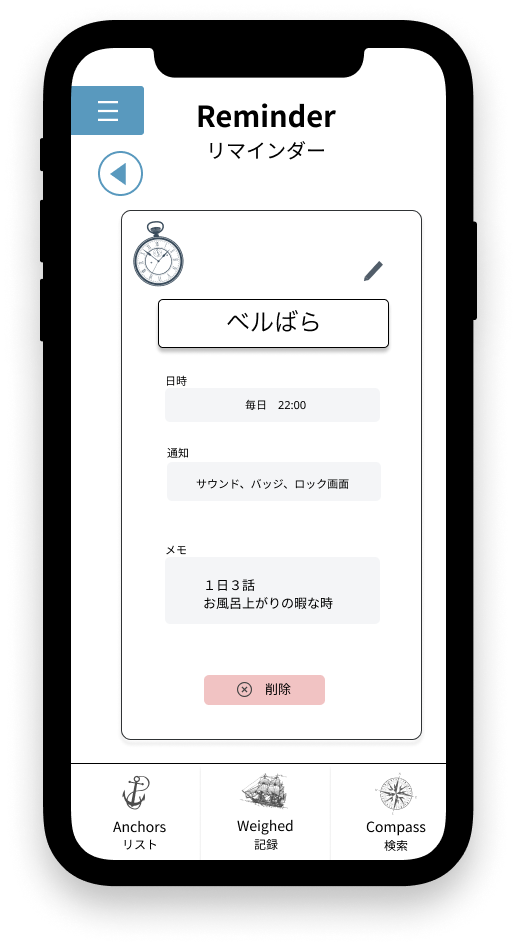 Reminder
リマインダー
ベルばら
日時
毎日　22:00
通知
サウンド、バッジ、ロック画面
メモ
１日３話
お風呂上がりの暇な時
削除
Anchors
リスト
Weighed
記録
Compass
検索